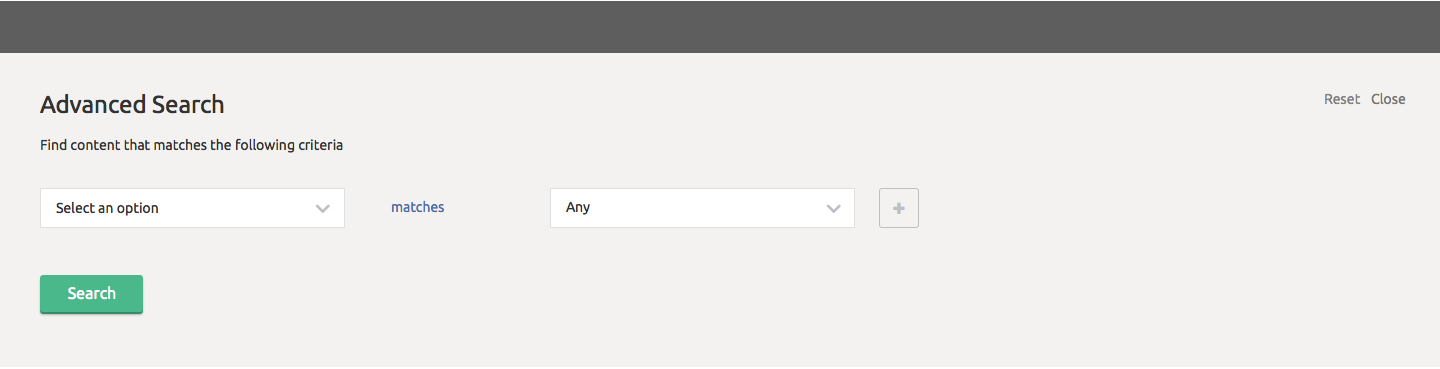 Advanced Search
Reset Close
Find content that matches the following criteria
Select an option matches Any
Search